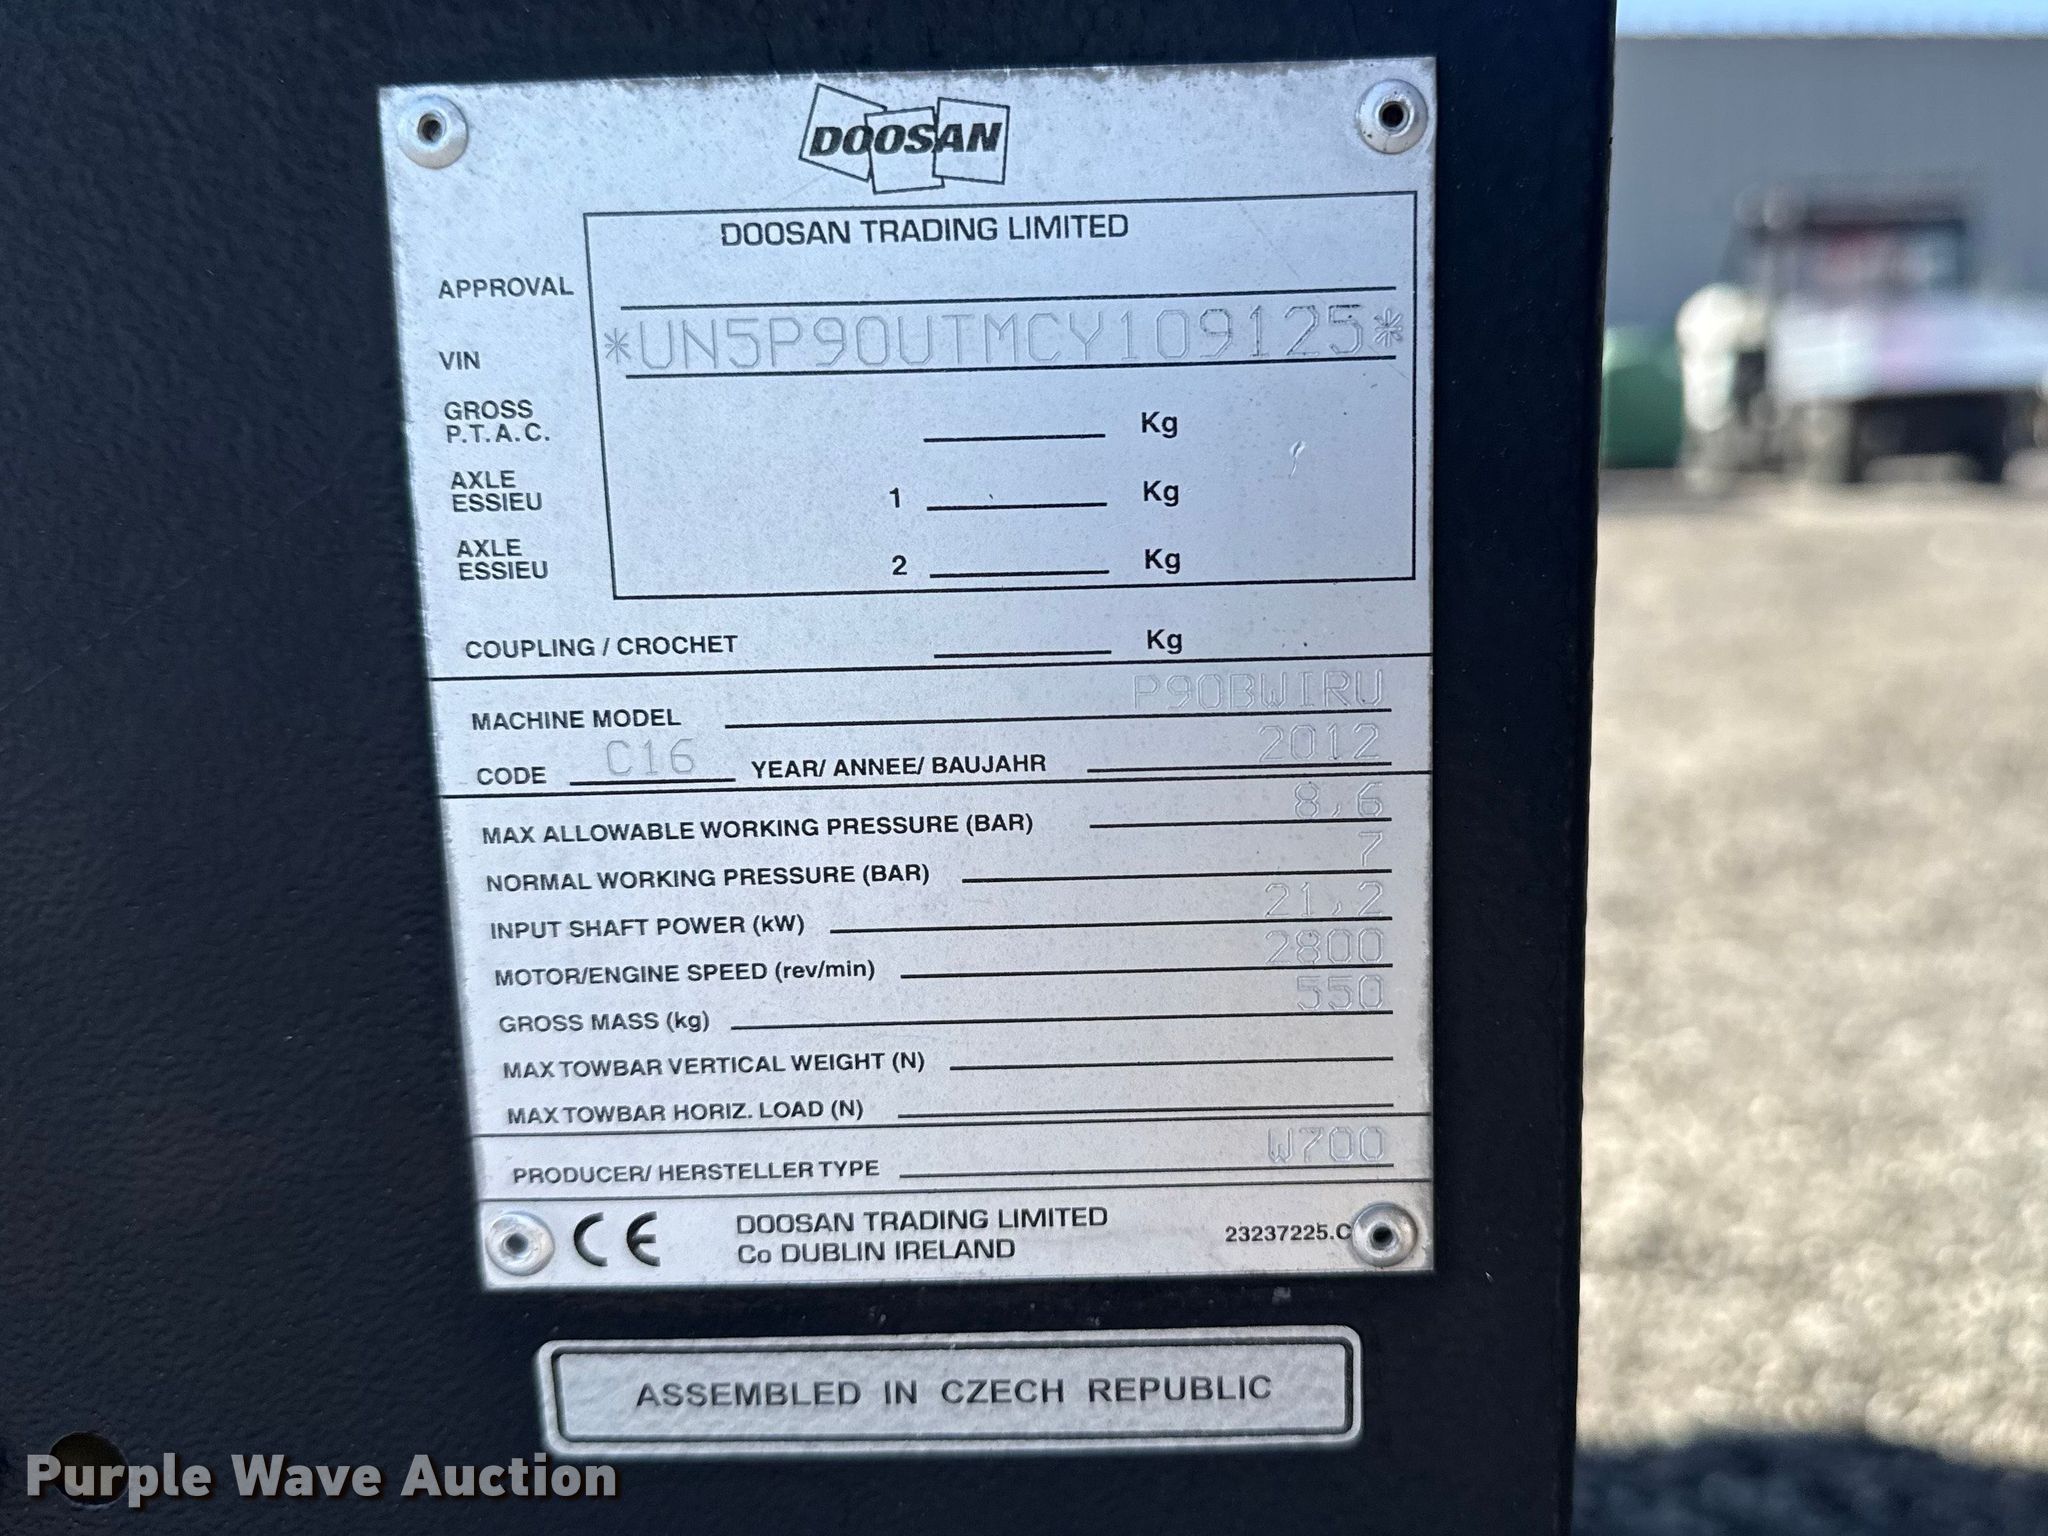 DOOSAN
DOOSAN TRADING LIMITED
APPROVAL
VIN *UN5P90UTMCY109125*
GROSS
P.T.A.C. Kg
AXLE
ESSIEU 1 Kg
AXLE
ESSIEU 2 Kg
COUPLING / CROCHET Kg
MACHINE MODEL P90BWIRU
CODE C16 YEAR/ ANNEE/ BAUJAHR 2012
MAX ALLOWABLE WORKING PRESSURE (BAR) 8,6
NORMAL WORKING PRESSURE (BAR) 7
INPUT SHAFT POWER (kW) 21,2
MOTOR/ENGINE SPEED (rev/min) 2800
GROSS MASS (kg) 550
MAX TOWBAR VERTICAL WEIGHT (N)
MAX TOWBAR HORIZ. LOAD (N)
PRODUCER/ HERSTELLER TYPE W700
CE DOOSAN TRADING LIMITED
Co DUBLIN IRELAND 23237225.C
ASSEMBLED IN CZECH REPUBLIC
Purple Wave Auction